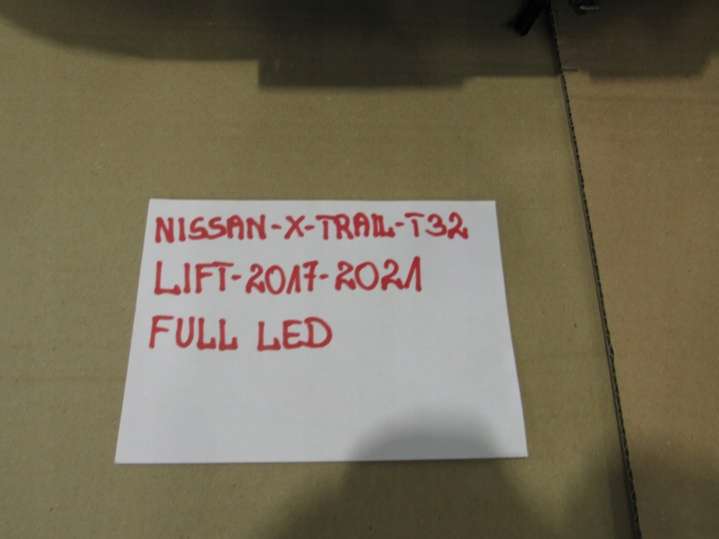 NISSAN-X-TRAIL-T32
LIFT-2017-2021
FULL LED